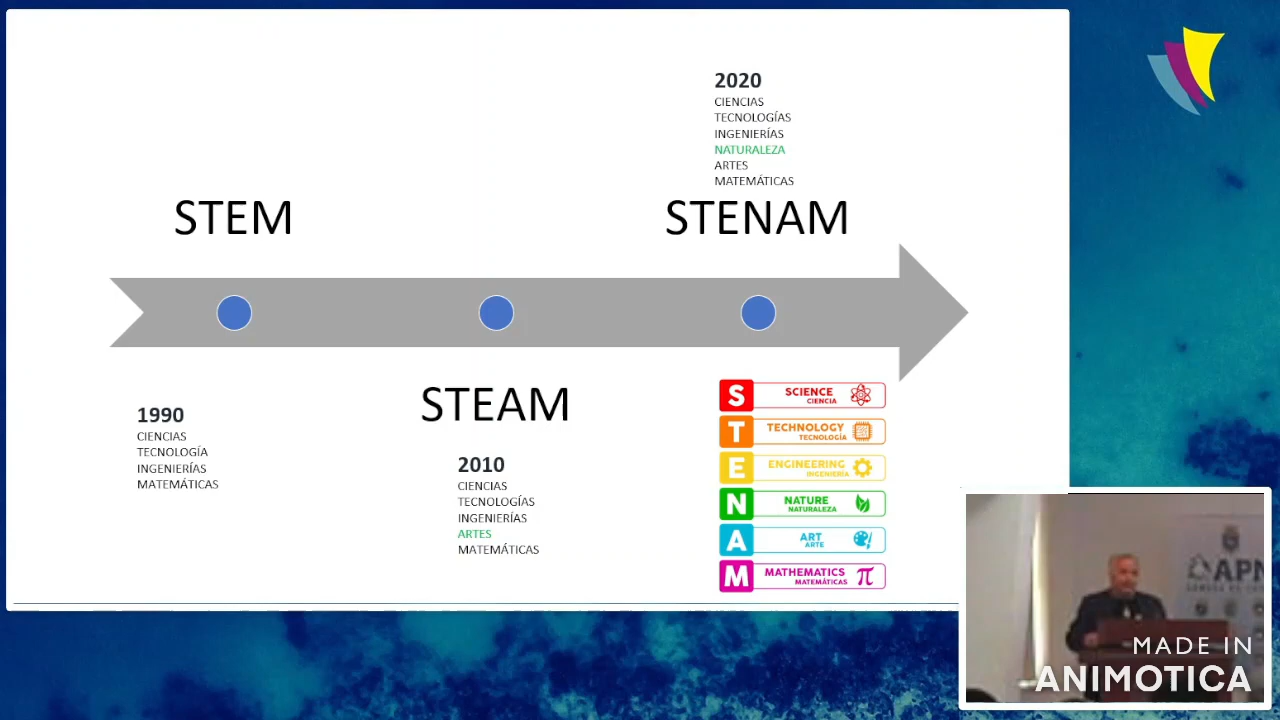 2020
CIENCIAS
TECNOLOGÍAS
INGENIERÍAS
NATURALEZA
ARTES
MATEMÁTICAS
STEM
STENAM
1990
CIENCIAS
TECNOLOGÍA
INGENIERÍAS
MATEMÁTICAS
STEAM
2010
CIENCIAS
TECNOLOGÍAS
INGENIERÍAS
ARTES
MATEMÁTICAS
S SCIENCE
CIENCIA
T TECHNOLOGY
TECNOLOGÍA
E ENGINEERING
INGENIERÍA
N NATURE
NATURALEZA
A ART
ARTE
M MATHEMATICS
MATEMÁTICAS
MADE IN
ANIMOTICA